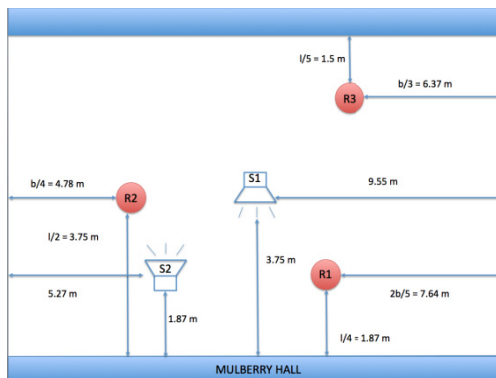 l/5 = 1.5 m
R3
b/3 = 6.37 m
S1
b/4 = 4.78 m
R2
9.55 m
l/2 = 3.75 m
S2
3.75 m
R1
5.27 m
2b/5 = 7.64 m
1.87 m
l/4 = 1.87 m
MULBERRY HALL